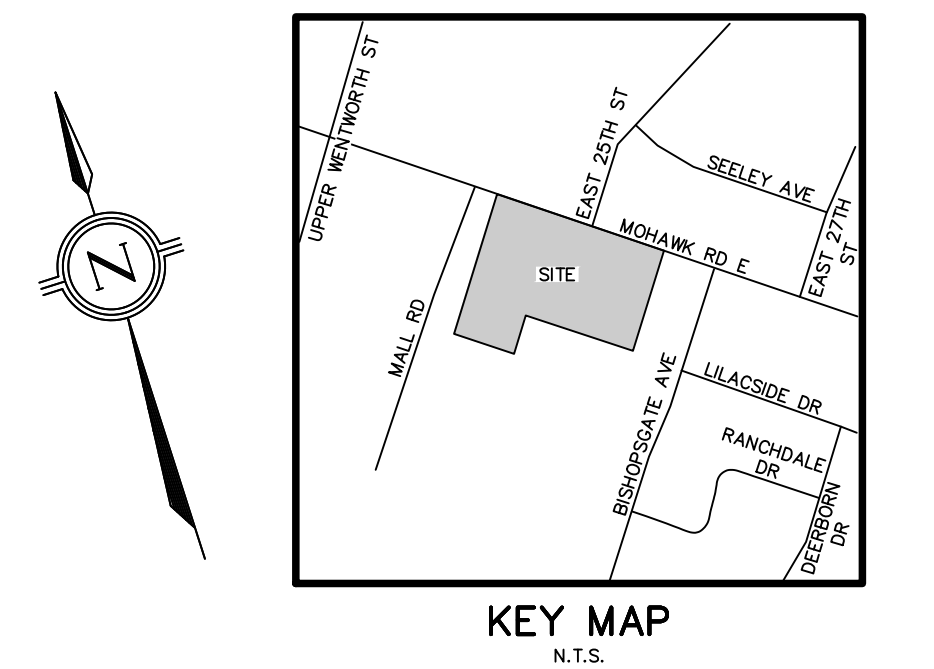 UPPER WENTWORTH ST
EAST 25TH ST
SEELEY AVE
EAST 27TH
ST
MOHAWK RD E
SITE
N
MALL RD
BISHOPSGATE AVE
LILACSIDE DR
RANCHDALE
DR
DEERBORN
DR
KEY MAP
N.T.S.